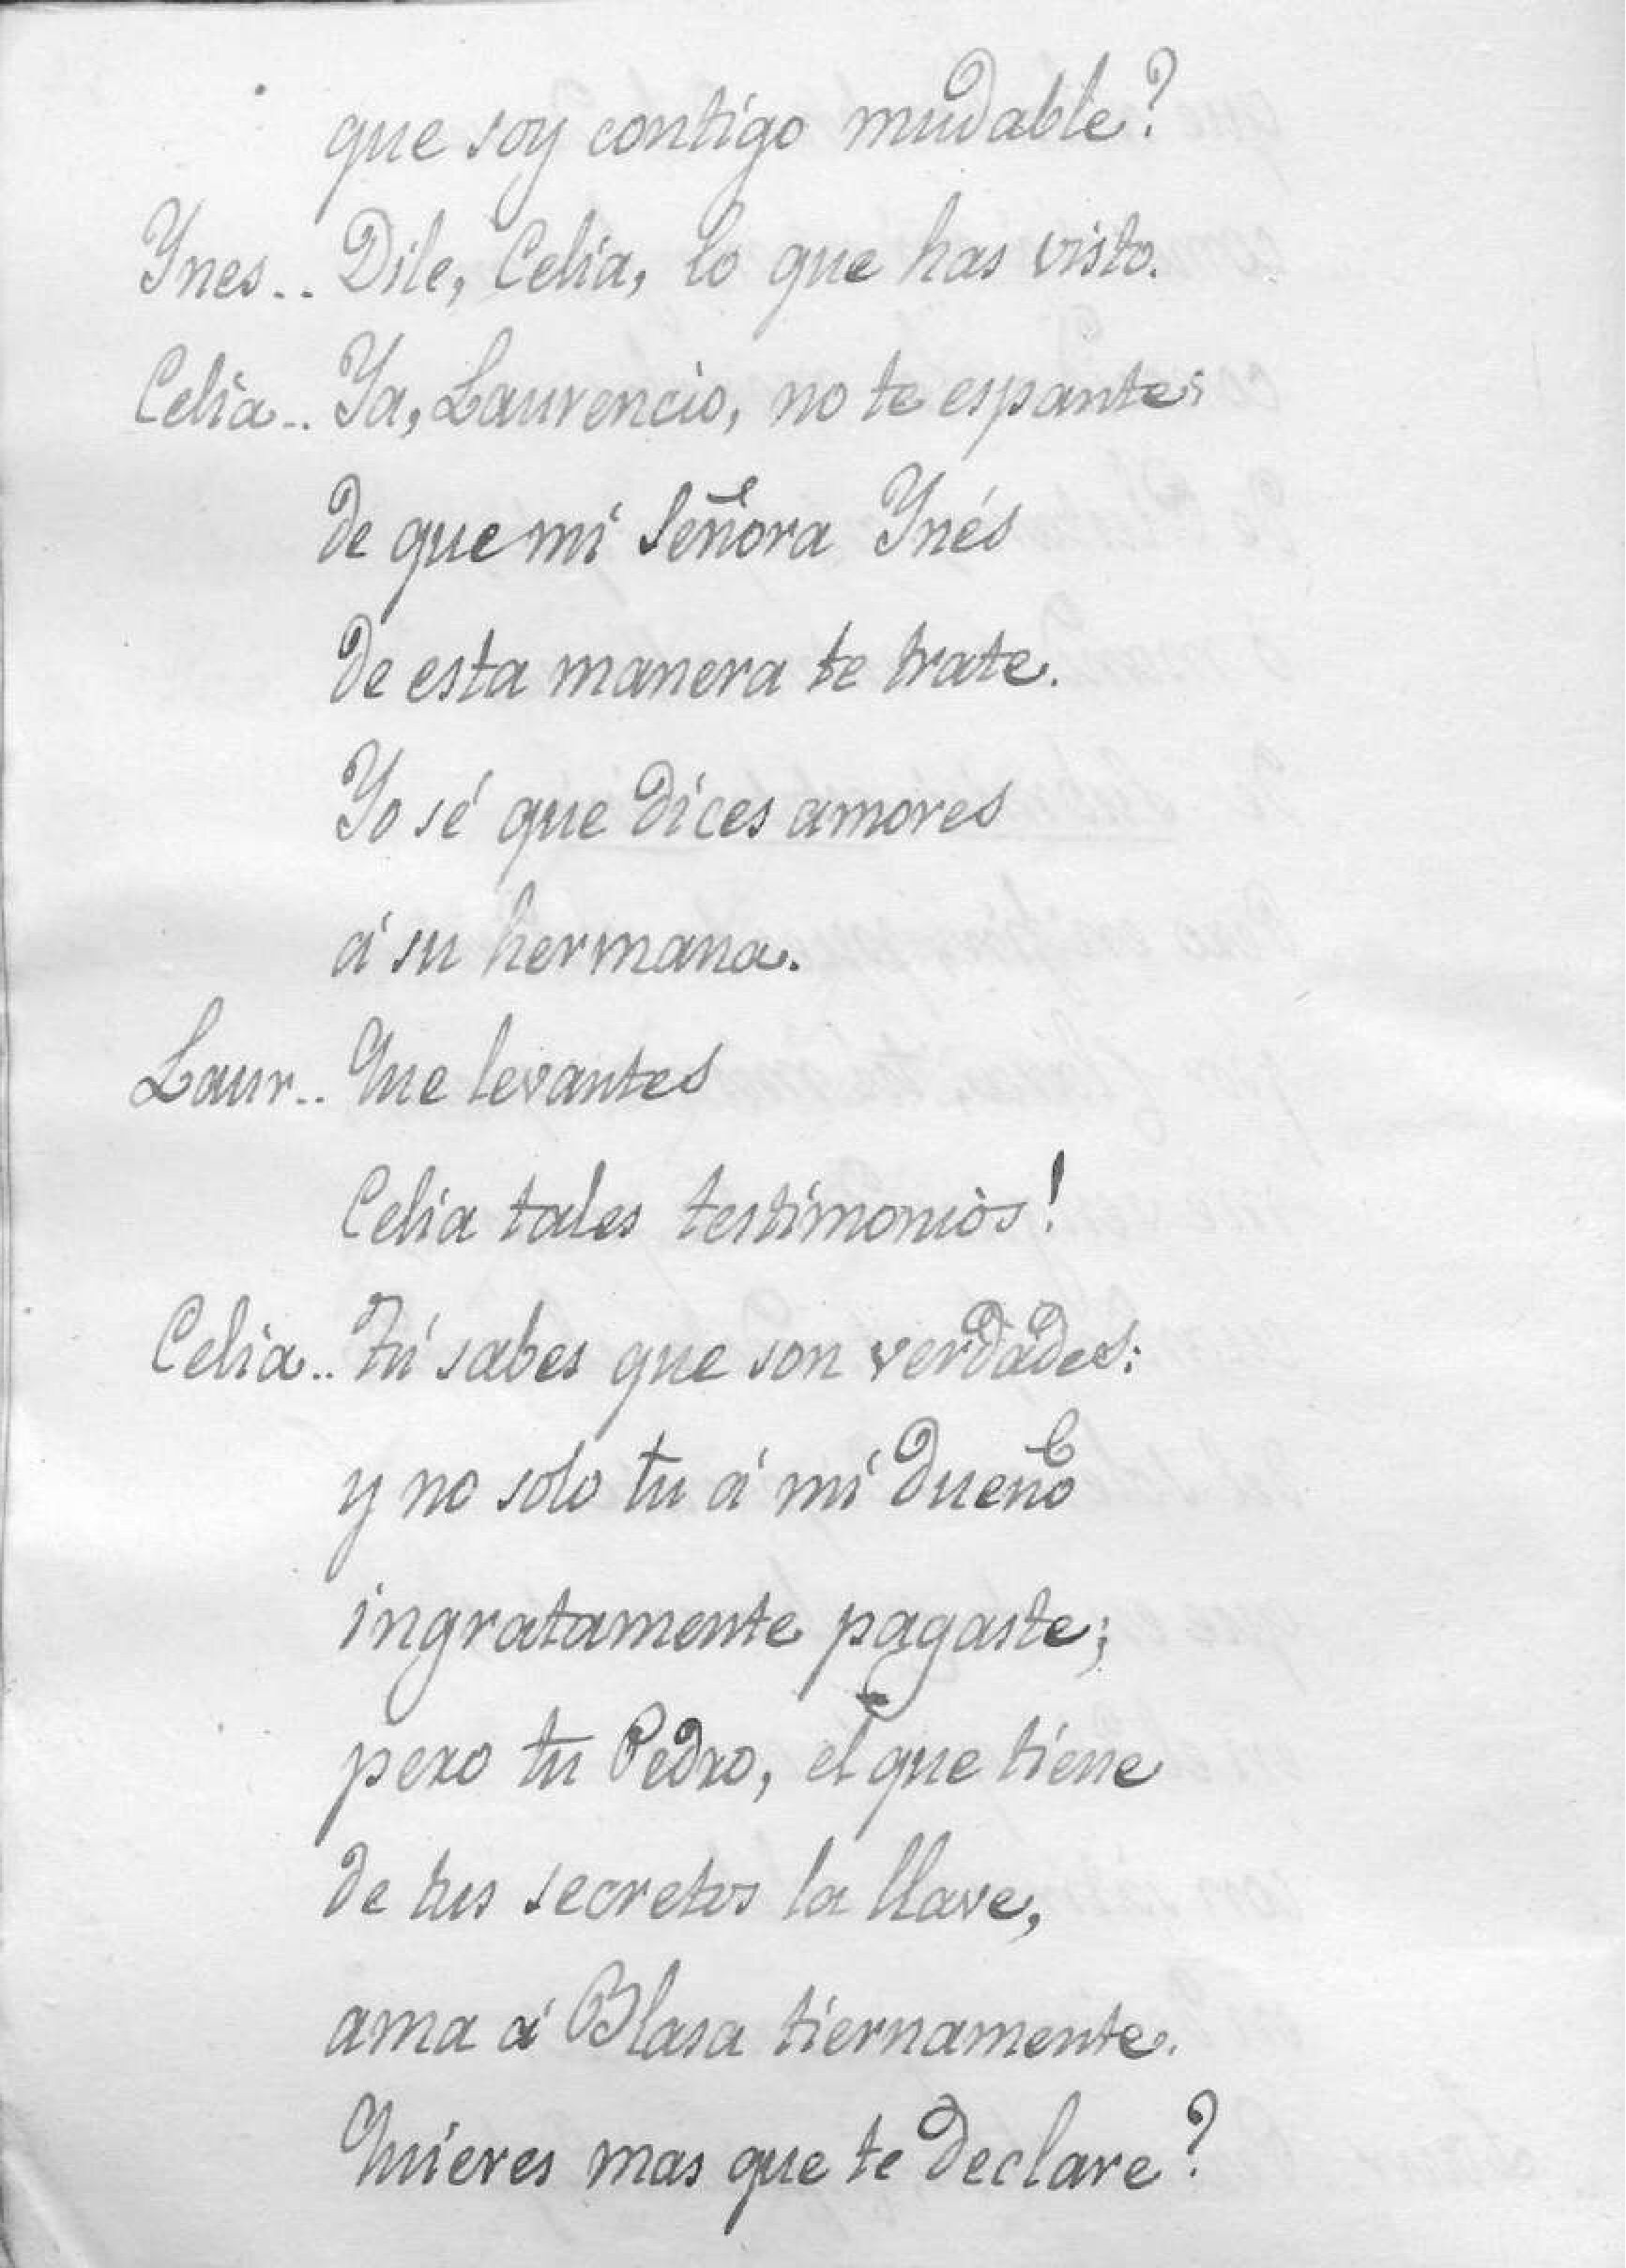 que soy contigo mudable?
Ynes.. Dile, Celia, lo que has visto.
Celia.. Ya, Laurencio, no te espantes
de que mi Señora Ynés
de esta manera te trate.
Yo sé que dices amores
á su hermana.
Laur.. Que levantes
Celia tales testimonios!
Celia.. Tú sabes que son verdades:
y no solo tu á mi dueño
ingratamente pagaste;
pero tu Pedro, el que tiene
de tus secretos la llave,
ama á Blasa tiernamente.
Quieres mas que te declare?